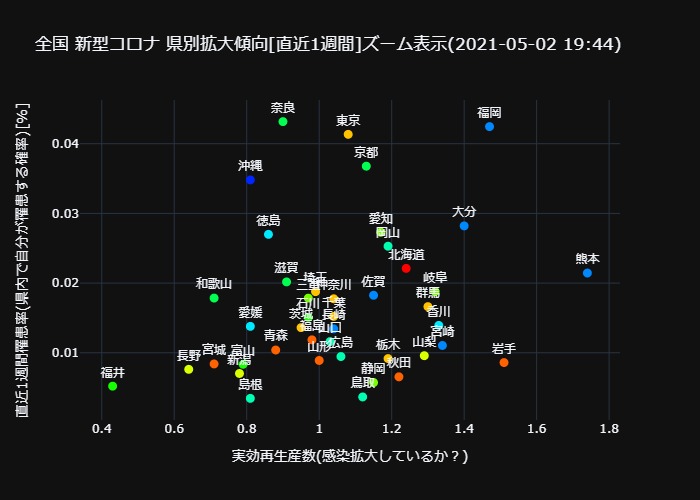 全国 新型コロナ 県別拡大傾向[直近1週間]ズーム表示(2021-05-02 19:44)
直近1週間罹患率(県内で自分が罹患する確率)[%]
0.04
0.03
0.02
0.01
奈良
東京
福岡
京都
沖縄
徳島
愛知
大分
岡山
北海道
熊本
滋賀
埼玉
三重
神奈川
佐賀
岐阜
和歌山
群馬
石川
千葉
愛媛
茨城
長崎
香川
福島
山口
宮崎
青森
広島
長野
宮城
富山
新潟
山形
栃木
山梨
岩手
福井
島根
静岡
秋田
鳥取
0.4
0.6
0.8
1
1.2
1.4
1.6
1.8
実効再生産数(感染拡大しているか？)